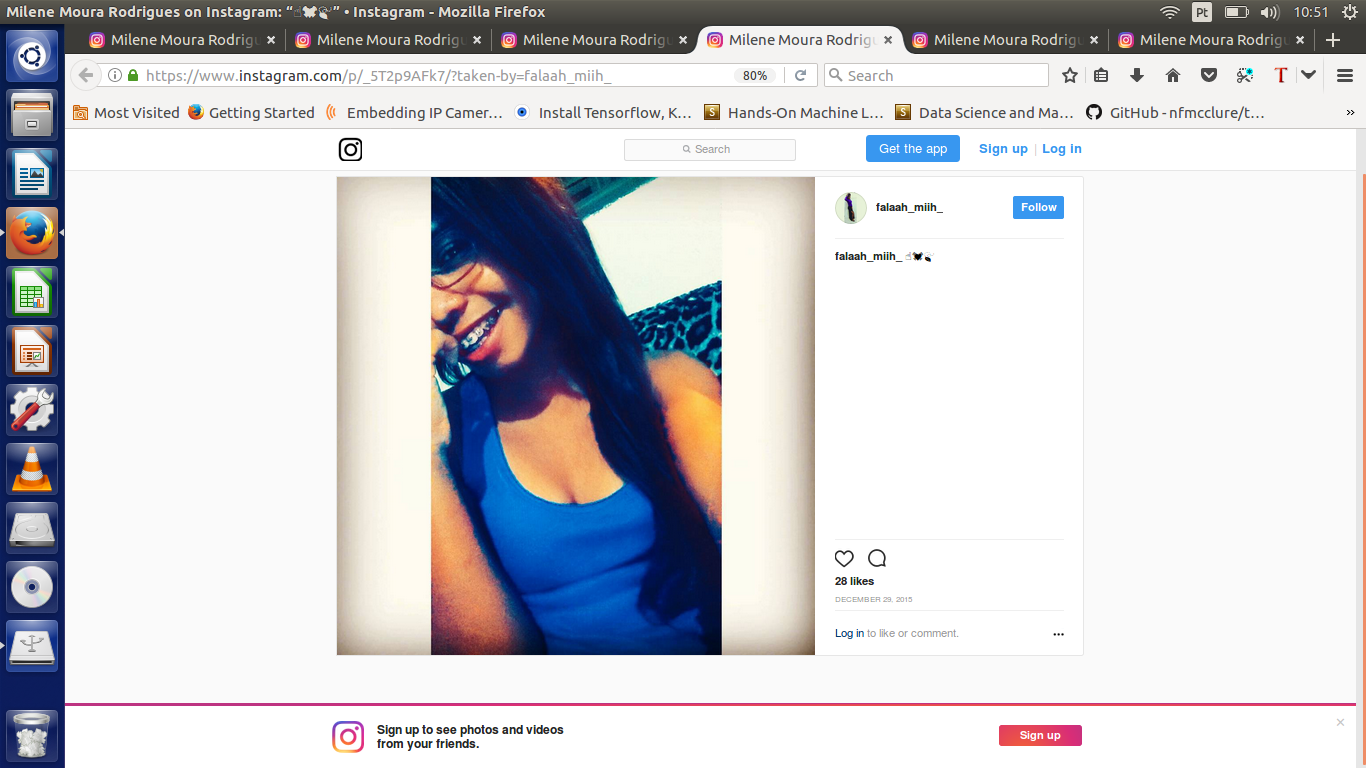 Milene Moura Rodrigues on Instagram: “☝✖🍃” • Instagram - Mozilla Firefox
Pt
10:51
Milene Moura Rodrigu
Milene Moura Rodrigu
Milene Moura Rodrigu
Milene Moura Rodrigu
Milene Moura Rodrigu
Milene Moura Rodrigu
https://www.instagram.com/p/_5T2p9AFk7/?taken-by=falaah_miih_
80%
Search
Most Visited
Getting Started
Embedding IP Camer...
Install Tensorflow, K...
Hands-On Machine L...
Data Science and Ma...
GitHub - nfmcclure/t...
Search
Get the app
Sign up | Log in
falaah_miih_
Follow
falaah_miih_
28 likes
DECEMBER 29, 2015
Log in to like or comment.
Sign up to see photos and videos
from your friends.
Sign up